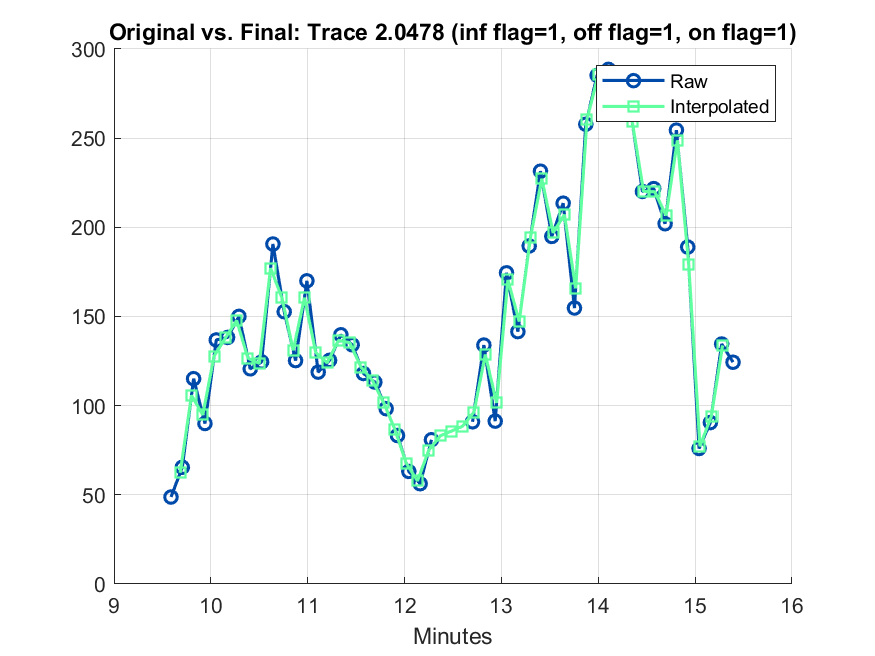 Original vs. Final: Trace 2.0478 (inf flag=1, off flag=1, on flag=1)
300
Raw
Interpolated
250
200
150
100
50
0
9 10 11 12 13 14 15 16
Minutes